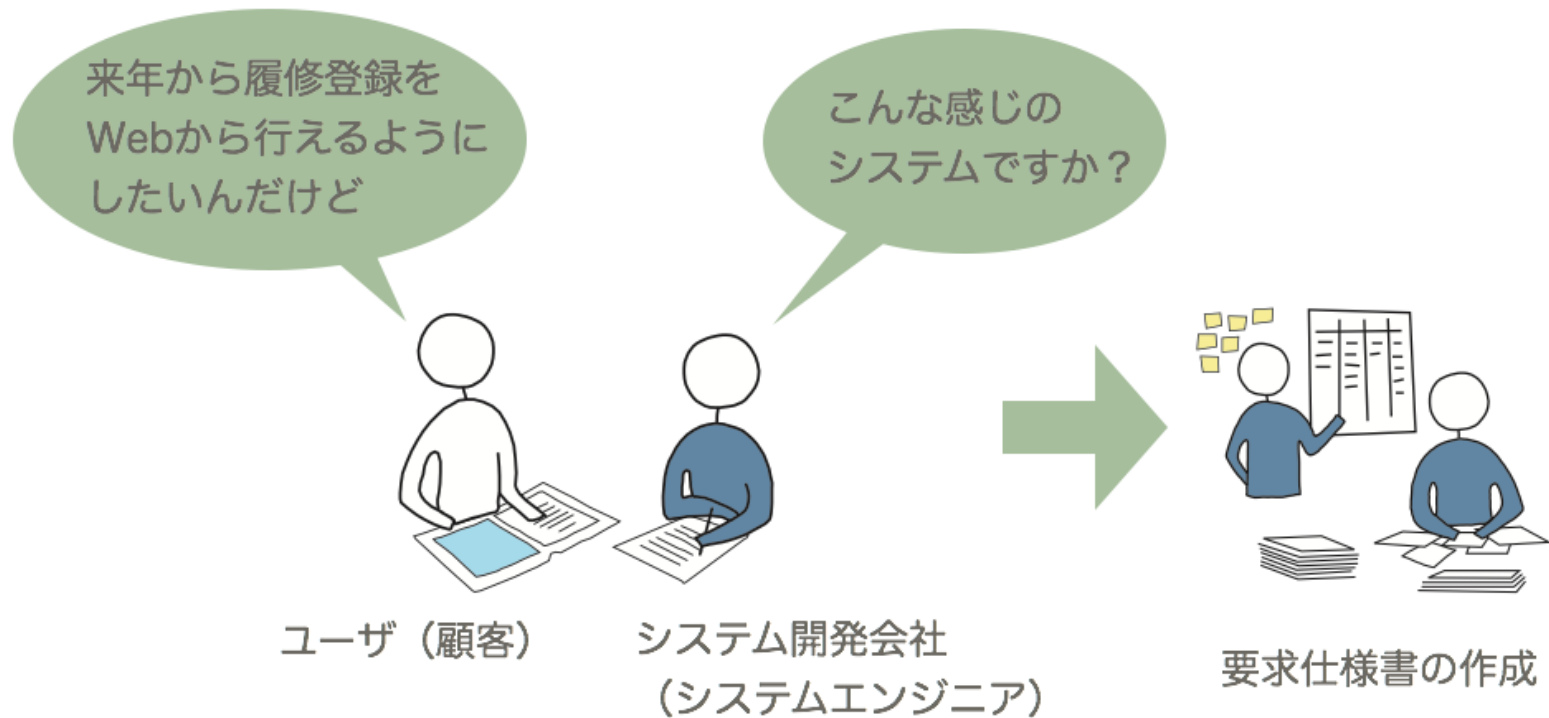 来年から履修登録を
Webから行えるように
したいんだけど
こんな感じの
システムですか？
ユーザ（顧客）
システム開発会社
（システムエンジニア）
要求仕様書の作成